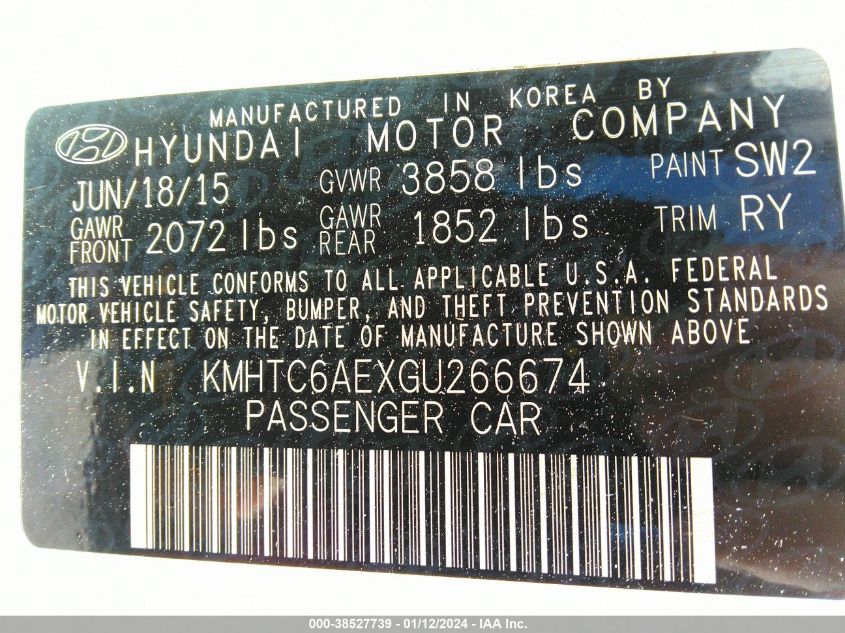 MANUFACTURED IN KOREA BY
HYUNDAI MOTOR COMPANY
JUN/18/15 GVWR 3858 lbs PAINT SW2
GAWR FRONT 2072 lbs GAWR REAR 1852 lbs TRIM RY
THIS VEHICLE CONFORMS TO ALL APPLICABLE U.S.A. FEDERAL
MOTOR VEHICLE SAFETY, BUMPER, AND THEFT PREVENTION STANDARDS
IN EFFECT ON THE DATE OF MANUFACTURE SHOWN ABOVE
V.I.N KMHTC6AEXGU266674
PASSENGER CAR
000-38527739 - 01/12/2024 - IAA Inc.